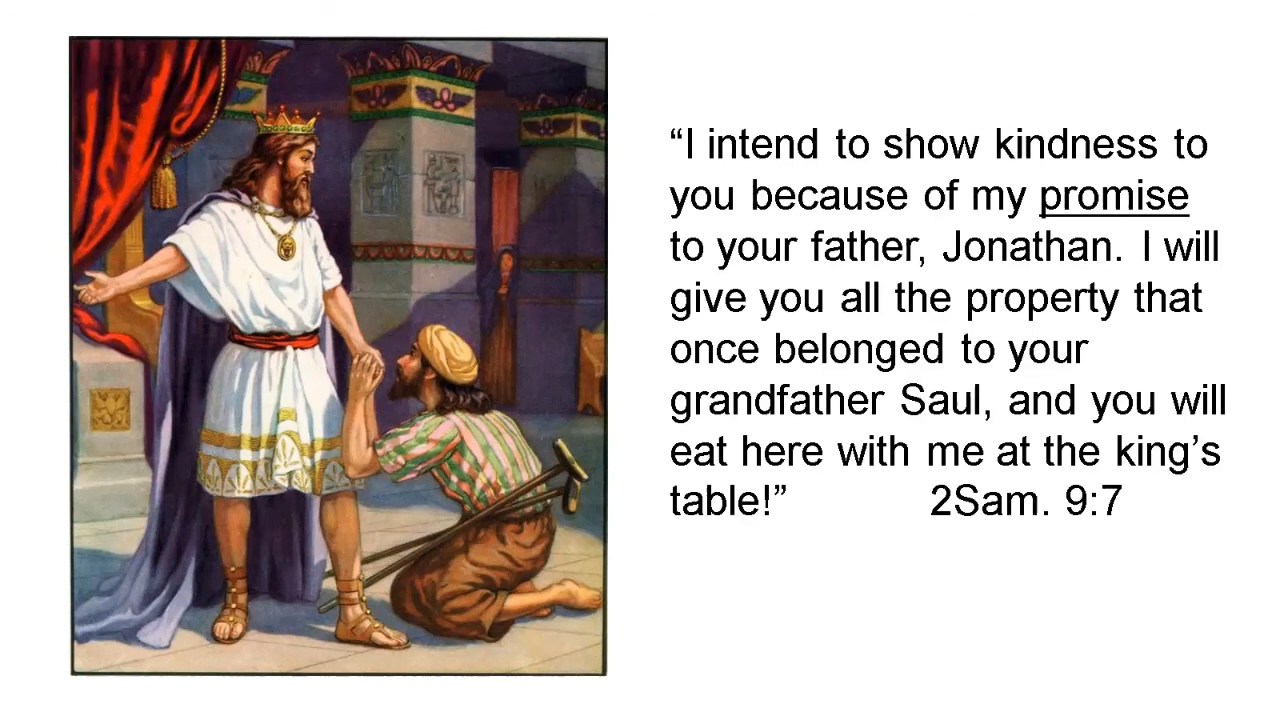 “I intend to show kindness to
you because of my promise
to your father, Jonathan. I will
give you all the property that
once belonged to your
grandfather Saul, and you will
eat here with me at the king’s
table!” 2Sam. 9:7